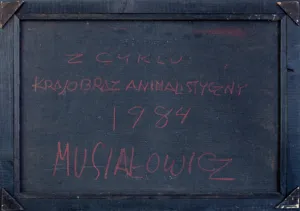 Z CYKLU
KRAJOBRAZ ANIMALISTYCZNY
1984
MUSIAŁOWICZ